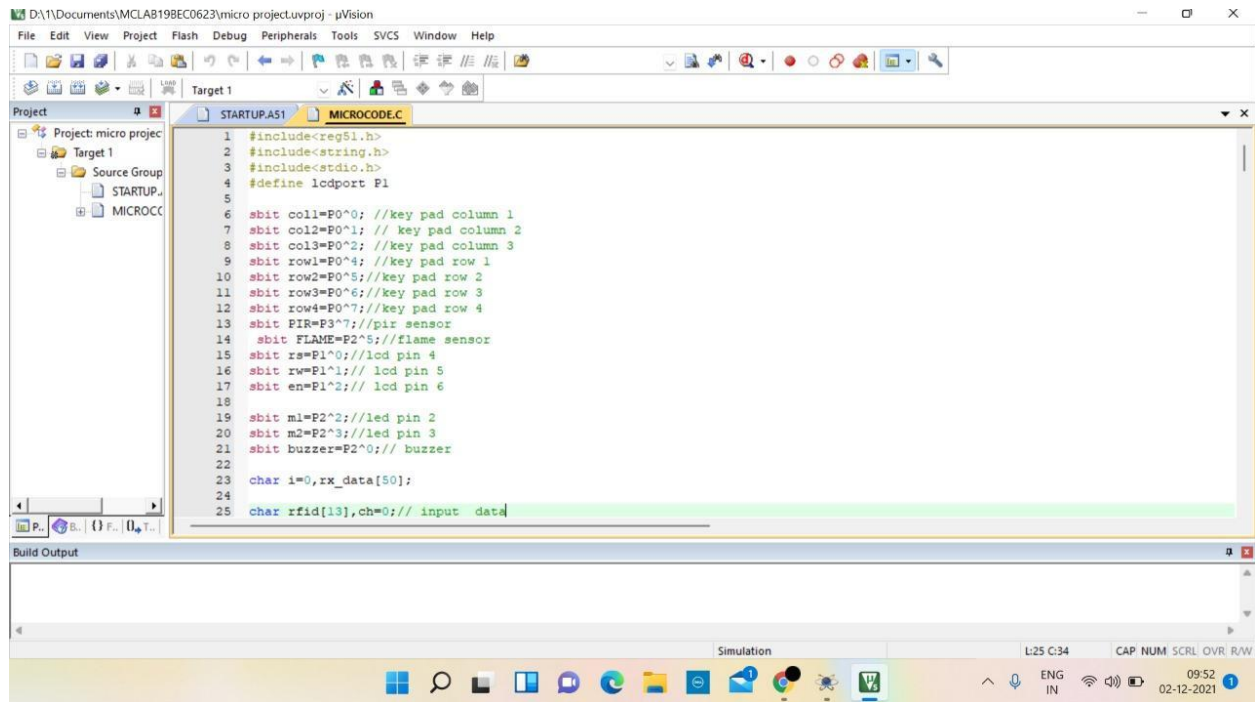 D:\1\Documents\MCLAB19BEC0623\micro project.uvproj - µVision
File Edit View Project Flash Debug Peripherals Tools SVCS Window Help
LOAD Target 1
Project
STARTUP.A51 MICROCODE.C
Project: micro projec
Target 1
Source Group
STARTUP.
MICROCC
1 #include<reg51.h>
2 #include<string.h>
3 #include<stdio.h>
4 #define lcdport P1
5
6 sbit col1=P0^0; //key pad column 1
7 sbit col2=P0^1; // key pad column 2
8 sbit col3=P0^2; //key pad column 3
9 sbit row1=P0^4; //key pad row 1
10 sbit row2=P0^5;//key pad row 2
11 sbit row3=P0^6;//key pad row 3
12 sbit row4=P0^7;//key pad row 4
13 sbit PIR=P3^7;//pir sensor
14 sbit FLAME=P2^5;//flame sensor
15 sbit rs=P1^0;//lcd pin 4
16 sbit rw=P1^1;// lcd pin 5
17 sbit en=P1^2;// lcd pin 6
18
19 sbit m1=P2^2;//led pin 2
20 sbit m2=P2^3;//led pin 3
21 sbit buzzer=P2^0;// buzzer
22
23 char i=0,rx_data[50];
24
25 char rfid[13],ch=0;// input  data
P... B... {} F... 0 T...
Build Output
Simulation L:25 C:34 CAP NUM SCRL OVR R/W
ENG
IN
09:52
02-12-2021
1